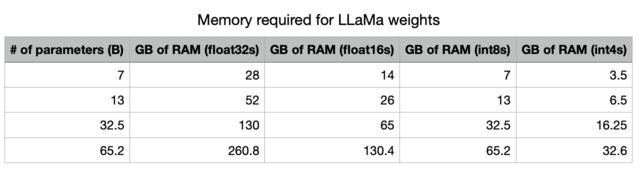 Memory required for LLaMa weights
# of parameters (B) GB of RAM (float32s) GB of RAM (float16s) GB of RAM (int8s) GB of RAM (int4s)
7 28 14 7 3.5
13 52 26 13 6.5
32.5 130 65 32.5 16.25
65.2 260.8 130.4 65.2 32.6